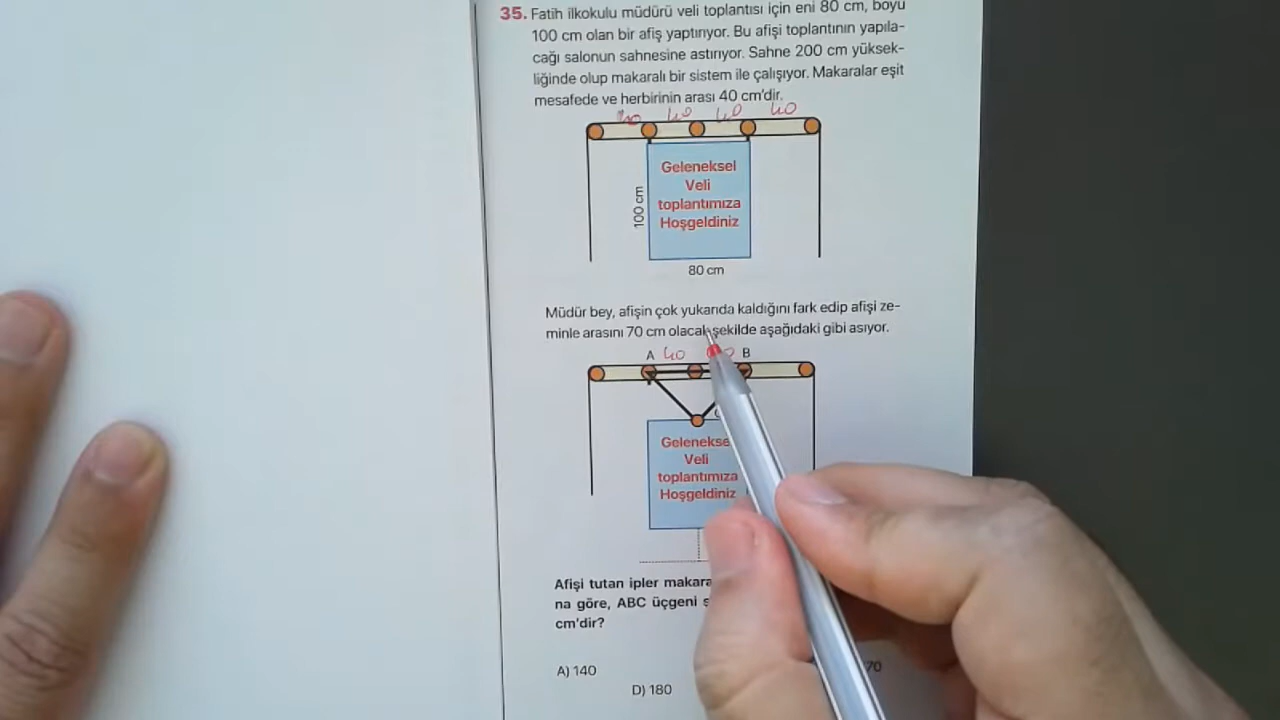 35. Fatih ilkokulu müdürü veli toplantısı için eni 80 cm, boyu
100 cm olan bir afiş yaptırıyor. Bu afişi toplantının yapıla-
cağı salonun sahnesine astırıyor. Sahne 200 cm yüksek-
liğinde olup makaralı bir sistem ile çalışıyor. Makaralar eşit
mesafede ve herbirinin arası 40 cm'dir.
40 40 40 40
Geleneksel
Veli
toplantımıza
Hoşgeldiniz
100 cm
80 cm
Müdür bey, afişin çok yukarıda kaldığını fark edip afişi ze-
minle arasını 70 cm olacak şekilde aşağıdaki gibi asıyor.
A 40 B
Gelenekse
Veli
toplantımıza
Hoşgeldiniz
Afişi tutan ipler makara
na göre, ABC üçgeni
cm'dir?
A) 140
70
D) 180